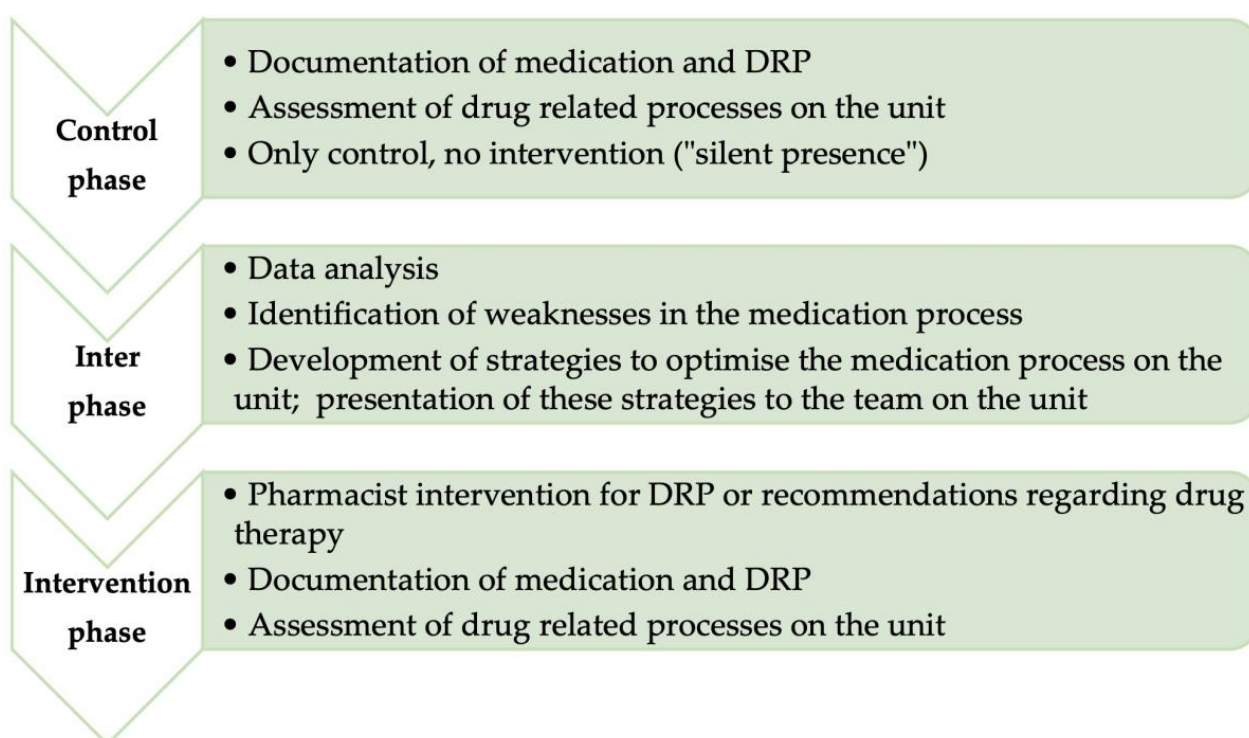 Control
phase
• Documentation of medication and DRP
• Assessment of drug related processes on the unit
• Only control, no intervention ("silent presence")
Inter
phase
• Data analysis
• Identification of weaknesses in the medication process
• Development of strategies to optimise the medication process on the
unit; presentation of these strategies to the team on the unit
Intervention
phase
• Pharmacist intervention for DRP or recommendations regarding drug
therapy
• Documentation of medication and DRP
• Assessment of drug related processes on the unit